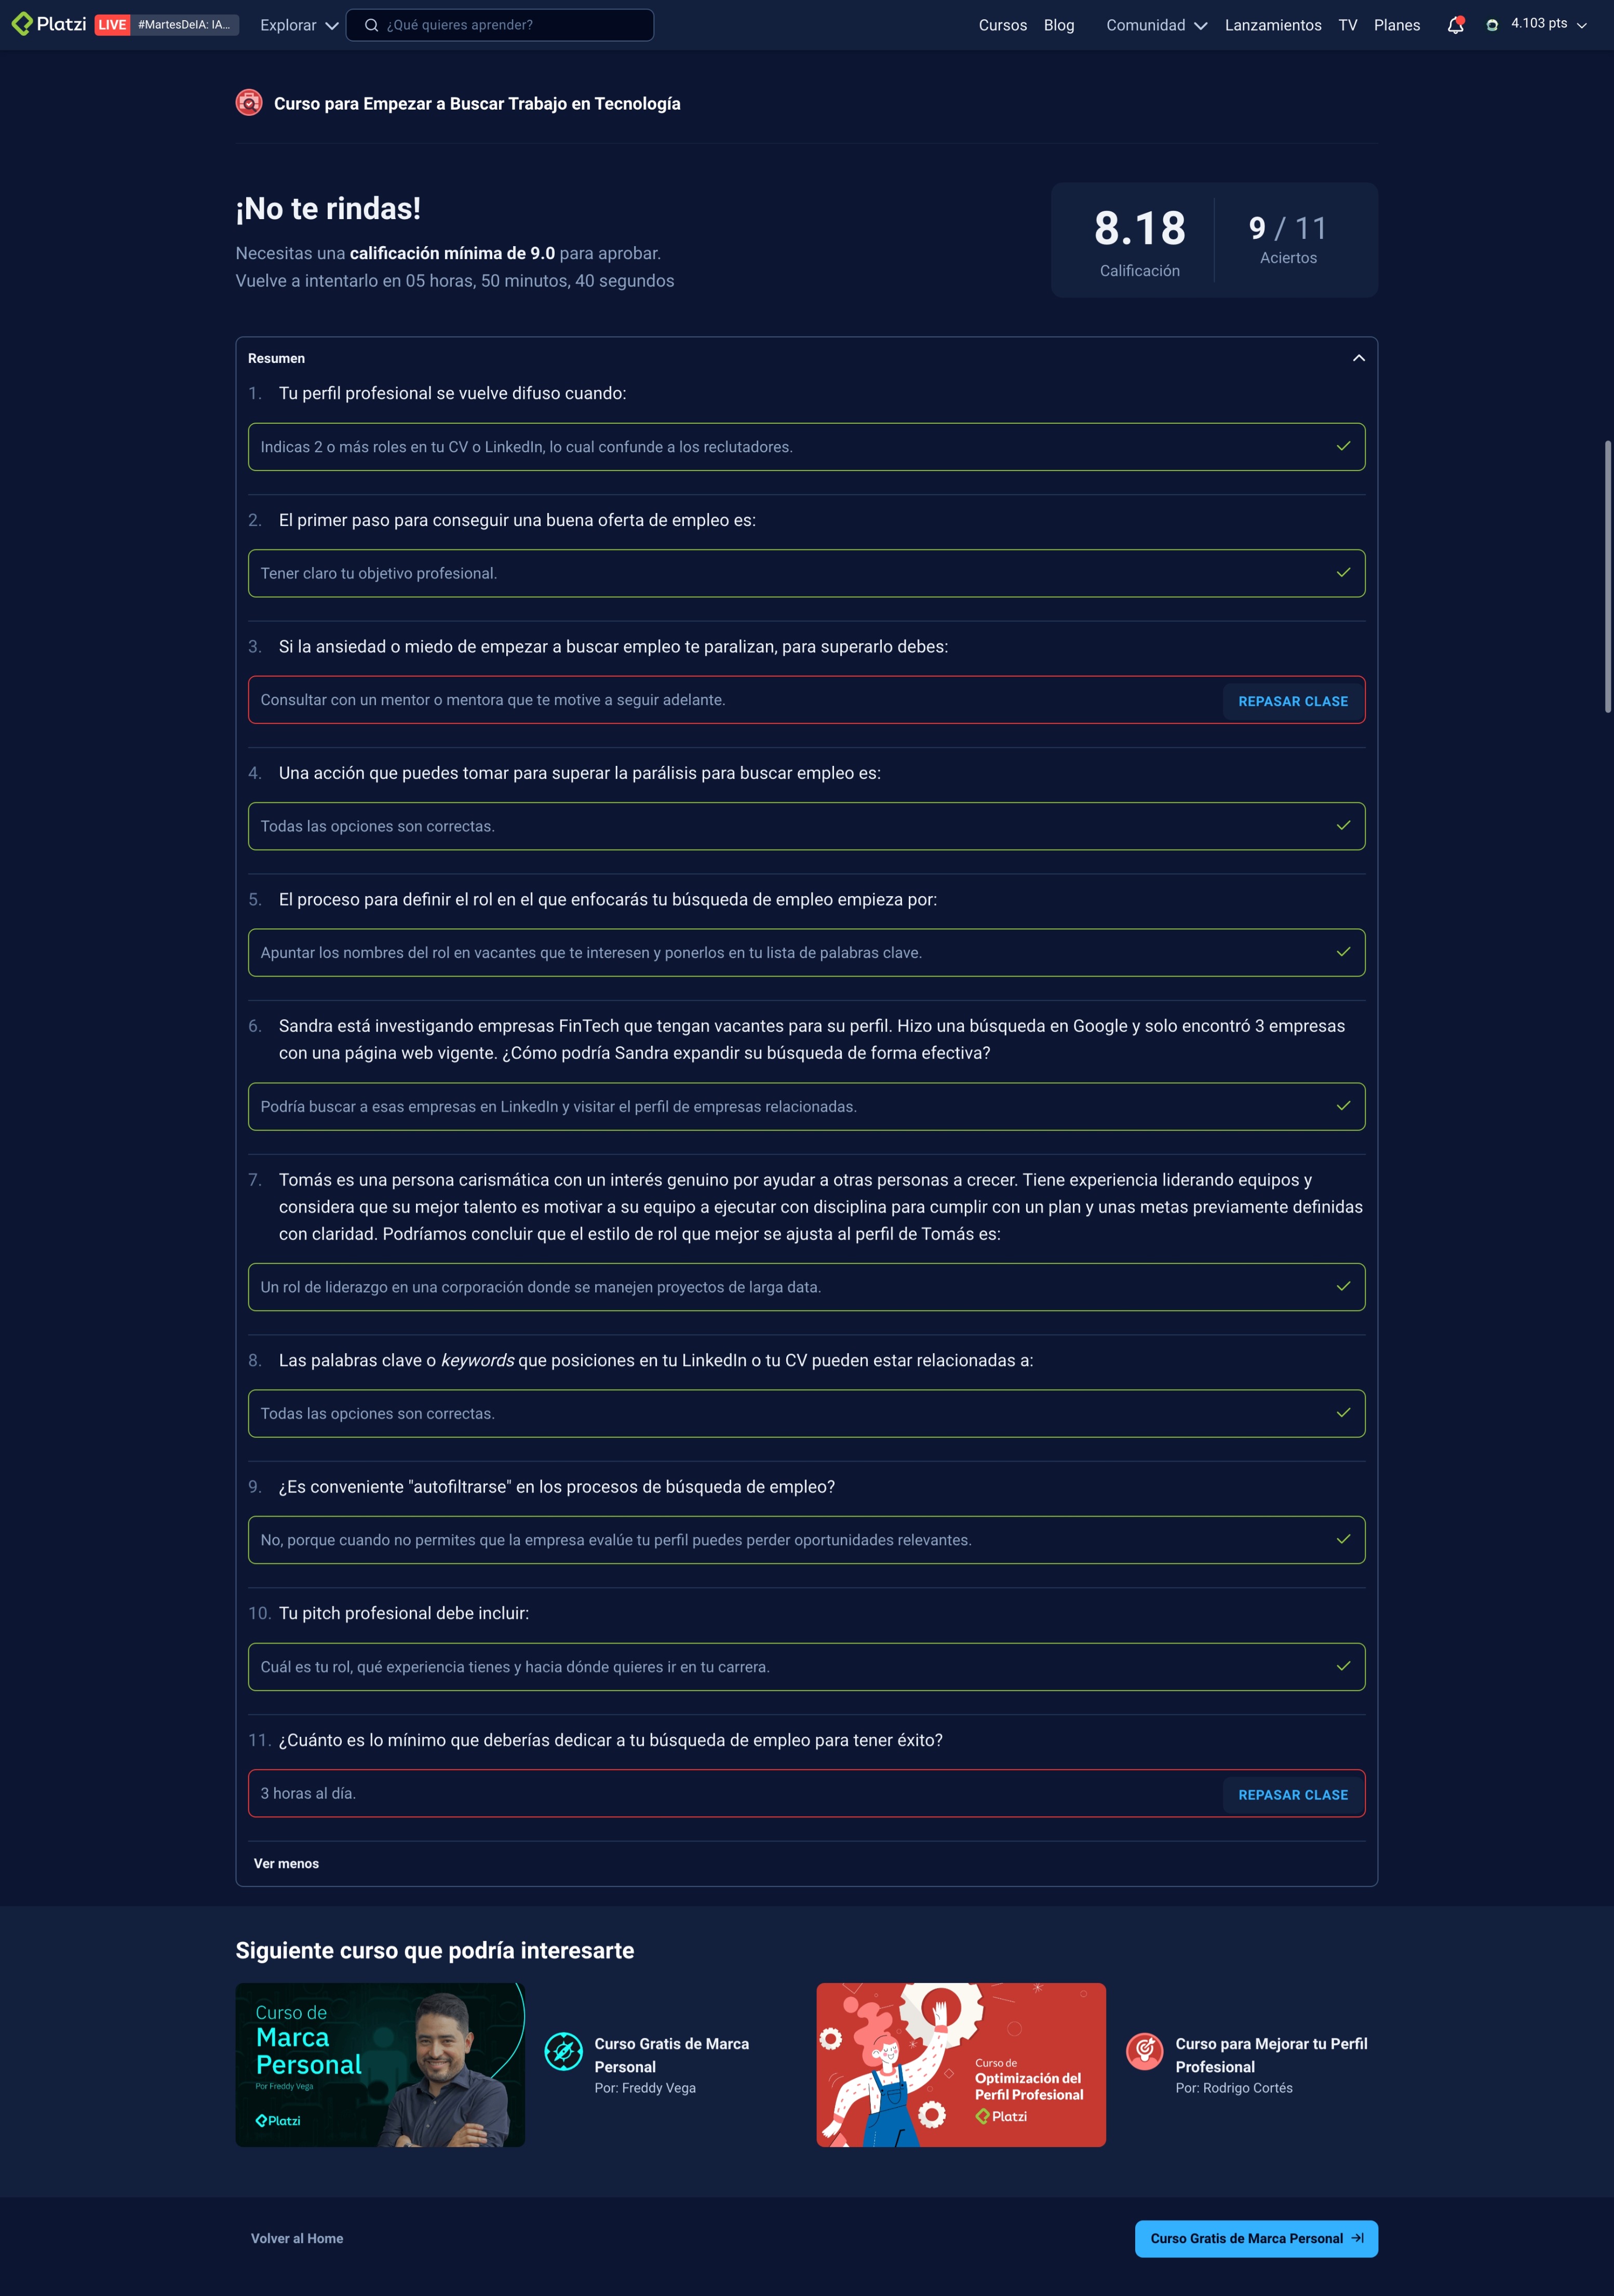 Platzi LIVE #MartesDeIA: IA... Explorar ¿Qué quieres aprender? Cursos Blog Comunidad Lanzamientos TV Planes 4.103 pts
Curso para Empezar a Buscar Trabajo en Tecnología
¡No te rindas!
Necesitas una calificación mínima de 9.0 para aprobar.
Vuelve a intentarlo en 05 horas, 50 minutos, 40 segundos
8.18
Calificación
9 / 11
Aciertos
Resumen
1. Tu perfil profesional se vuelve difuso cuando:
Indicas 2 o más roles en tu CV o LinkedIn, lo cual confunde a los reclutadores.
2. El primer paso para conseguir una buena oferta de empleo es:
Tener claro tu objetivo profesional.
3. Si la ansiedad o miedo de empezar a buscar empleo te paralizan, para superarlo debes:
Consultar con un mentor o mentora que te motive a seguir adelante.
REPASAR CLASE
4. Una acción que puedes tomar para superar la parálisis para buscar empleo es:
Todas las opciones son correctas.
5. El proceso para definir el rol en el que enfocarás tu búsqueda de empleo empieza por:
Apuntar los nombres del rol en vacantes que te interesen y ponerlos en tu lista de palabras clave.
6. Sandra está investigando empresas FinTech que tengan vacantes para su perfil. Hizo una búsqueda en Google y solo encontró 3 empresas
con una página web vigente. ¿Cómo podría Sandra expandir su búsqueda de forma efectiva?
Podría buscar a esas empresas en LinkedIn y visitar el perfil de empresas relacionadas.
7. Tomás es una persona carismática con un interés genuino por ayudar a otras personas a crecer. Tiene experiencia liderando equipos y
considera que su mejor talento es motivar a su equipo a ejecutar con disciplina para cumplir con un plan y unas metas previamente definidas
con claridad. Podríamos concluir que el estilo de rol que mejor se ajusta al perfil de Tomás es:
Un rol de liderazgo en una corporación donde se manejen proyectos de larga data.
8. Las palabras clave o keywords que posiciones en tu LinkedIn o tu CV pueden estar relacionadas a:
Todas las opciones son correctas.
9. ¿Es conveniente "autofiltrarse" en los procesos de búsqueda de empleo?
No, porque cuando no permites que la empresa evalúe tu perfil puedes perder oportunidades relevantes.
10. Tu pitch profesional debe incluir:
Cuál es tu rol, qué experiencia tienes y hacia dónde quieres ir en tu carrera.
11. ¿Cuánto es lo mínimo que deberías dedicar a tu búsqueda de empleo para tener éxito?
3 horas al día.
REPASAR CLASE
Ver menos
Siguiente curso que podría interesarte
Curso de
Marca
Personal
Por Freddy Vega
Platzi
Curso Gratis de Marca
Personal
Por: Freddy Vega
Curso de
Optimización del
Perfil Profesional
Platzi
Curso para Mejorar tu Perfil
Profesional
Por: Rodrigo Cortés
Volver al Home
Curso Gratis de Marca Personal